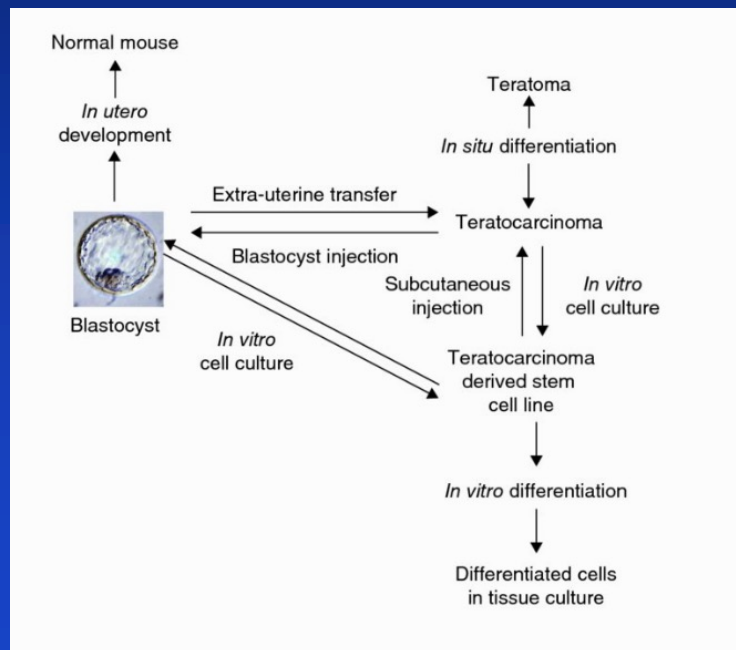 Normal mouse
In utero
development
Blastocyst
Extra-uterine transfer
Blastocyst injection
In vitro
cell culture
Teratoma
In situ differentiation
Teratocarcinoma
Subcutaneous
injection
In vitro
cell culture
Teratocarcinoma
derived stem
cell line
In vitro differentiation
Differentiated cells
in tissue culture